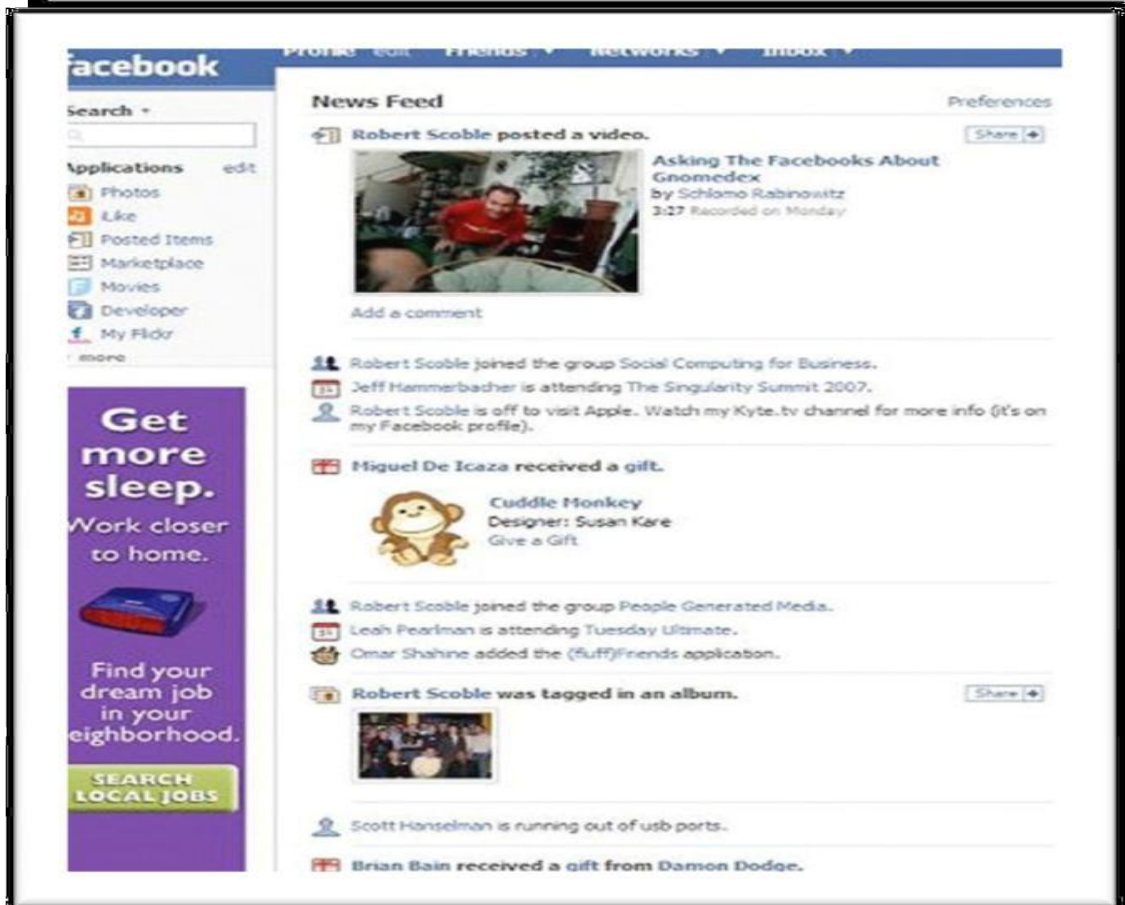 facebook
Profile edit Friends Networks Inbox
Search
Applications edit
Photos
iLike
Posted Items
Marketplace
Movies
Developer
My Flickr
more
Get
more
sleep.
Work closer
to home.
Find your
dream job
in your
eighborhood.
SEARCH
LOCAL JOBS
News Feed Preferences
Robert Scoble posted a video. Share +
Asking The Facebooks About
Gnomedex
by Schlomo Rabinowitz
3:27 Recorded on Monday
Add a comment
Robert Scoble joined the group Social Computing for Business.
Jeff Hammerbacher is attending The Singularity Summit 2007.
Robert Scoble is off to visit Apple. Watch my Kyte.tv channel for more info (it's on
my Facebook profile).
Miguel De Icaza received a gift.
Cuddle Monkey
Designer: Susan Kare
Give a Gift
Robert Scoble joined the group People Generated Media.
Leah Pearlman is attending Tuesday Ultimate.
Omar Shahine added the (fluff)Friends application.
Robert Scoble was tagged in an album. Share +
Scott Hanselman is running out of usb ports.
Brian Bain received a gift from Damon Dodge.